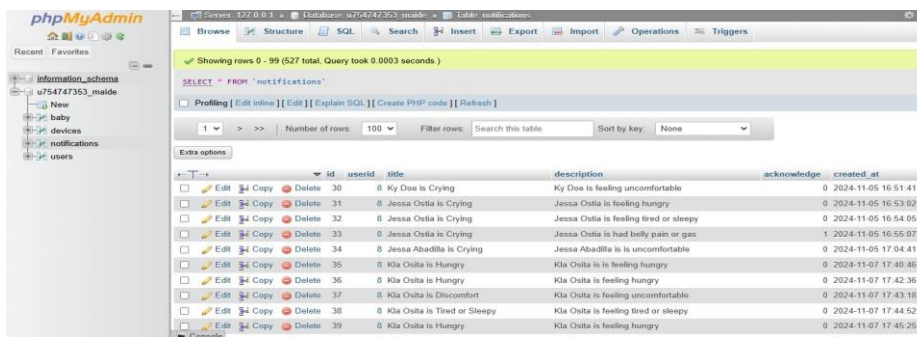 phpMyAdmin
Recent Favorites
information_schema
u754747353_maide
New
baby
devices
notifications
users
Server: 127.0.0.1 » Database: u754747353_maide » Table: notifications
Browse Structure SQL Search Insert Export Import Operations Triggers
Showing rows 0 - 99 (527 total, Query took 0.0003 seconds.)
SELECT * FROM `notifications`
Profiling [ Edit inline ] [ Edit ] [ Explain SQL ] [ Create PHP code ] [ Refresh ]
1 > >> Number of rows: 100 Filter rows: Search this table Sort by key: None
Extra options
id userid title description acknowledge created_at
Edit Copy Delete 30 8 Ky Doe is Crying Ky Doe is feeling uncomfortable 0 2024-11-05 16:51:41
Edit Copy Delete 31 8 Jessa Ostia is Crying Jessa Ostia is feeling hungry 0 2024-11-05 16:53:02
Edit Copy Delete 32 8 Jessa Ostia is Crying Jessa Ostia is feeling tired or sleepy 0 2024-11-05 16:54:05
Edit Copy Delete 33 8 Jessa Ostia is Crying Jessa Ostia is had belly pain or gas 1 2024-11-05 16:55:07
Edit Copy Delete 34 8 Jessa Abadilla is Crying Jessa Abadilla is is uncomfortable 0 2024-11-05 17:04:41
Edit Copy Delete 35 8 Kla Osita is Hungry Kla Osita is is feeling hungry 0 2024-11-07 17:40:46
Edit Copy Delete 36 8 Kla Osita is Hungry Kla Osita is feeling hungry 0 2024-11-07 17:42:36
Edit Copy Delete 37 8 Kla Osita is Discomfort Kla Osita is feeling uncomfortable 0 2024-11-07 17:43:18
Edit Copy Delete 38 8 Kla Osita is Tired or Sleepy Kla Osita is feeling tired or sleepy 0 2024-11-07 17:44:52
Edit Copy Delete 39 8 Kla Osita is Hungry Kla Osita is feeling hungry 0 2024-11-07 17:45:25
Console